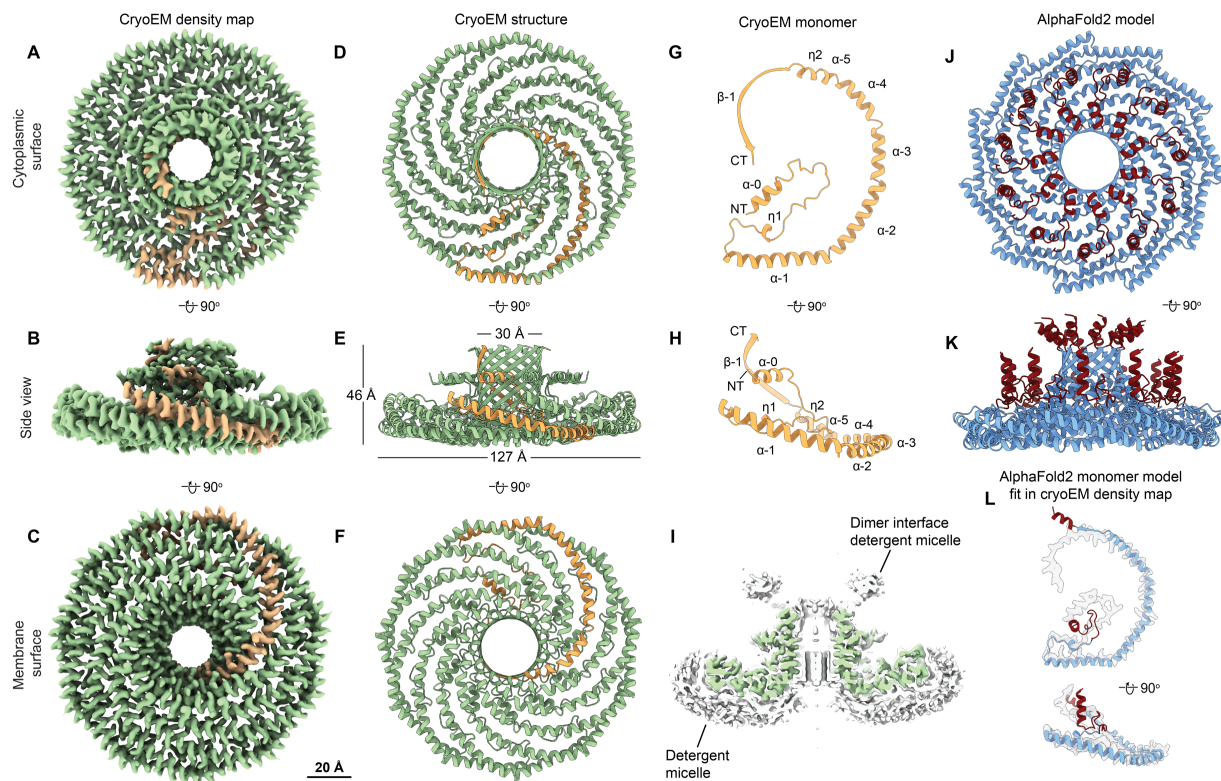 CryoEM density map
CryoEM structure
CryoEM monomer
AlphaFold2 model
Cytoplasmic
surface
A
D
G
η2
α-5
α-4
β-1
α-3
CT
α-0
NT
η1
α-2
α-1
J
90°
90°
90°
90°
Side view
B
E
30 Å
46 Å
127 Å
H
CT
β-1
α-0
NT
η1
η2
α-5
α-4
α-3
α-1
α-2
K
90°
90°
AlphaFold2 monomer model
fit in cryoEM density map
L
90°
Membrane
surface
C
20 Å
F
I
Dimer interface
detergent micelle
Detergent
micelle